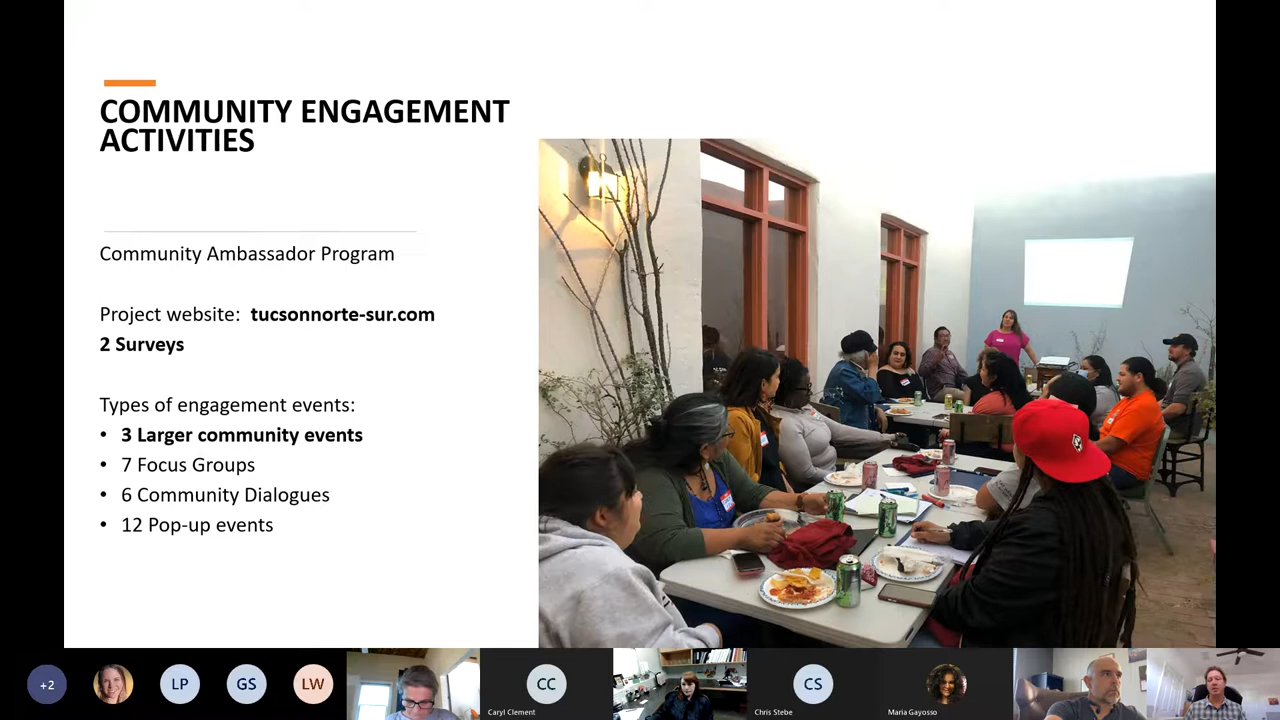 COMMUNITY ENGAGEMENT
ACTIVITIES
Community Ambassador Program
Project website: tucsonnorte-sur.com
2 Surveys
Types of engagement events:
• 3 Larger community events
• 7 Focus Groups
• 6 Community Dialogues
• 12 Pop-up events
+2
LP
GS
LW
CC
Caryl Clement
CS
Chris Stebe
Maria Gayosso